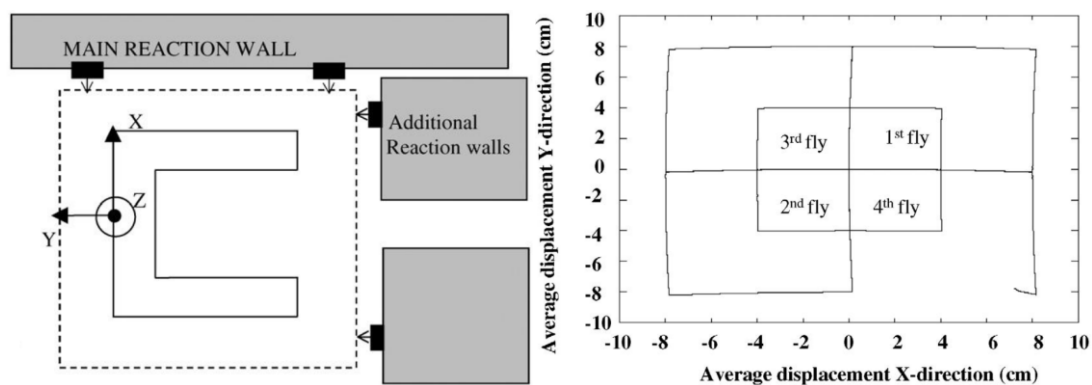 MAIN REACTION WALL
Additional
Reaction walls
X
Z
Y
Average displacement Y-direction (cm)
10
8
6
4
2
0
-2
-4
-6
-8
-10
3rd fly
1st fly
2nd fly
4th fly
-10
-8
-6
-4
-2
0
2
4
6
8
10
Average displacement X-direction (cm)